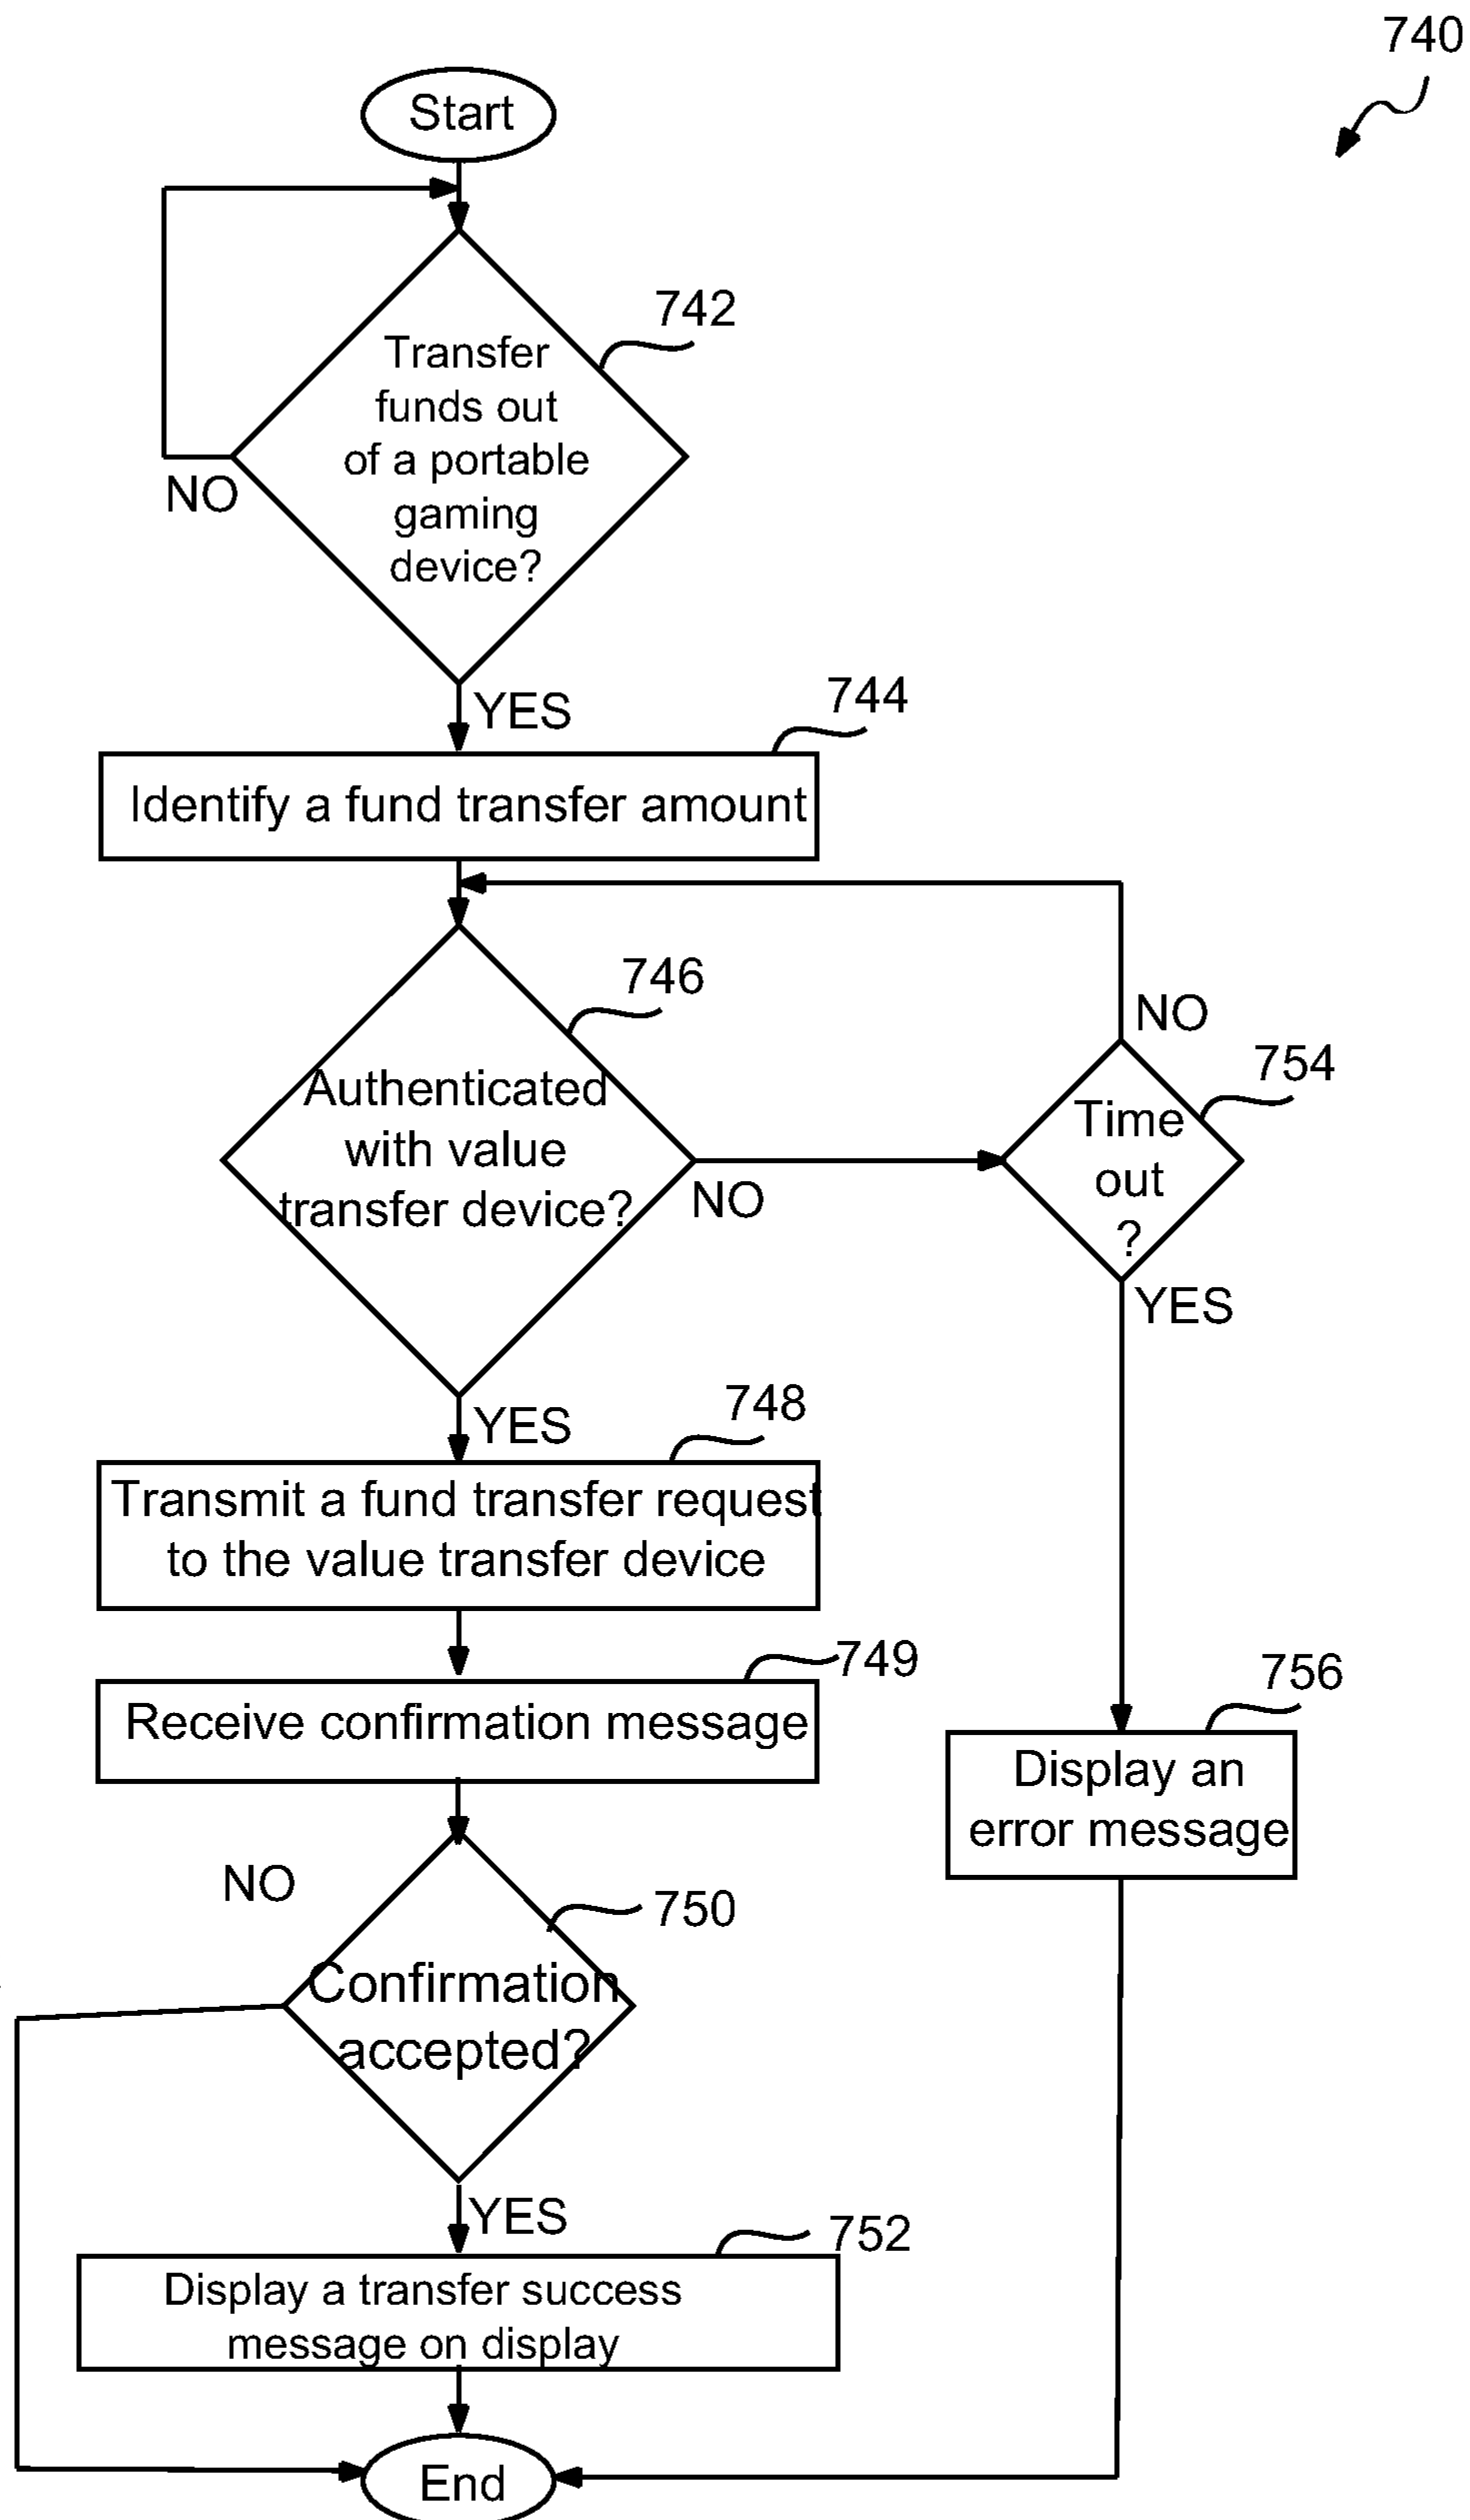 740
Start
742
Transfer
funds out
of a portable
gaming
device?
NO
YES
744
Identify a fund transfer amount
746
Authenticated
with value
transfer device?
NO
NO
754
Time
out
?
YES
YES
748
Transmit a fund transfer request
to the value transfer device
749
Receive confirmation message
756
Display an
error message
NO
750
Confirmation
accepted?
YES
752
Display a transfer success
message on display
End